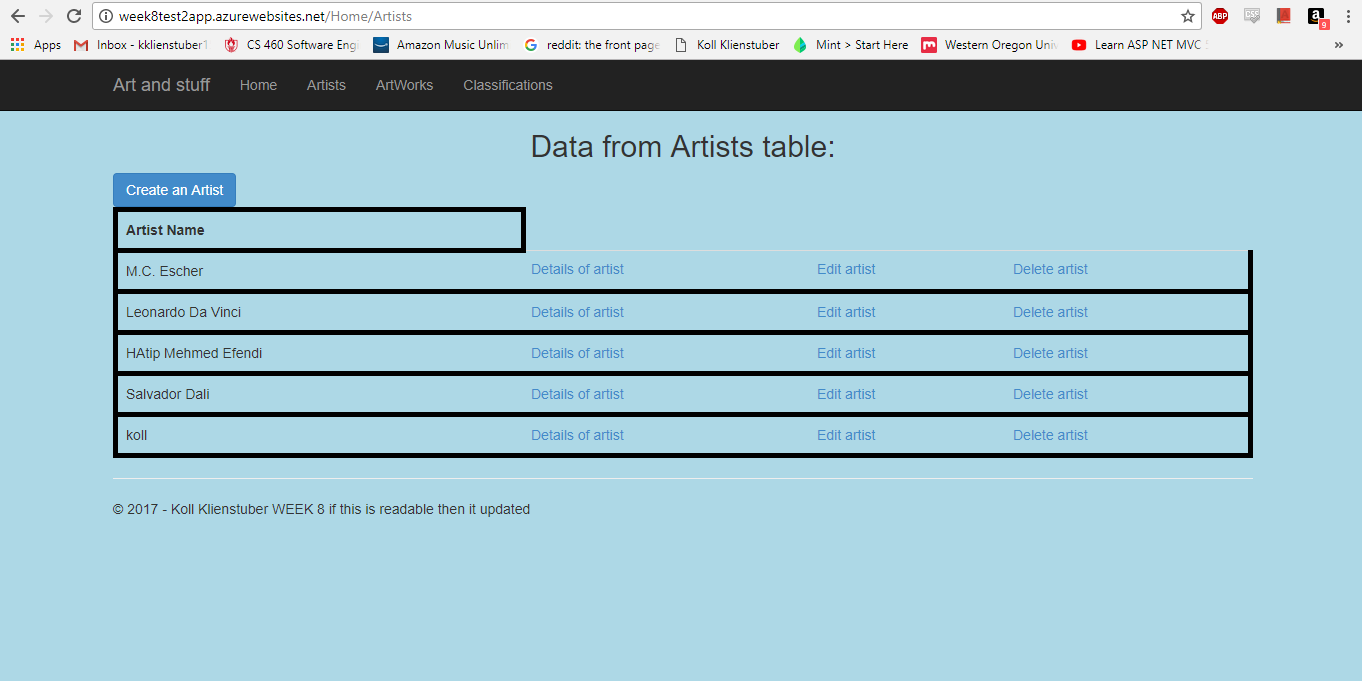 week8test2app.azurewebsites.net/Home/Artists
ABP CSS a 9
Apps Inbox - kklienstuber1 CS 460 Software Eng Amazon Music Unlim reddit: the front page Koll Klienstuber Mint > Start Here Western Oregon Univ Learn ASP NET MVC »
Art and stuff Home Artists ArtWorks Classifications
Data from Artists table:
Create an Artist
Artist Name
M.C. Escher Details of artist Edit artist Delete artist
Leonardo Da Vinci Details of artist Edit artist Delete artist
HAtip Mehmed Efendi Details of artist Edit artist Delete artist
Salvador Dali Details of artist Edit artist Delete artist
koll Details of artist Edit artist Delete artist
© 2017 - Koll Klienstuber WEEK 8 if this is readable then it updated